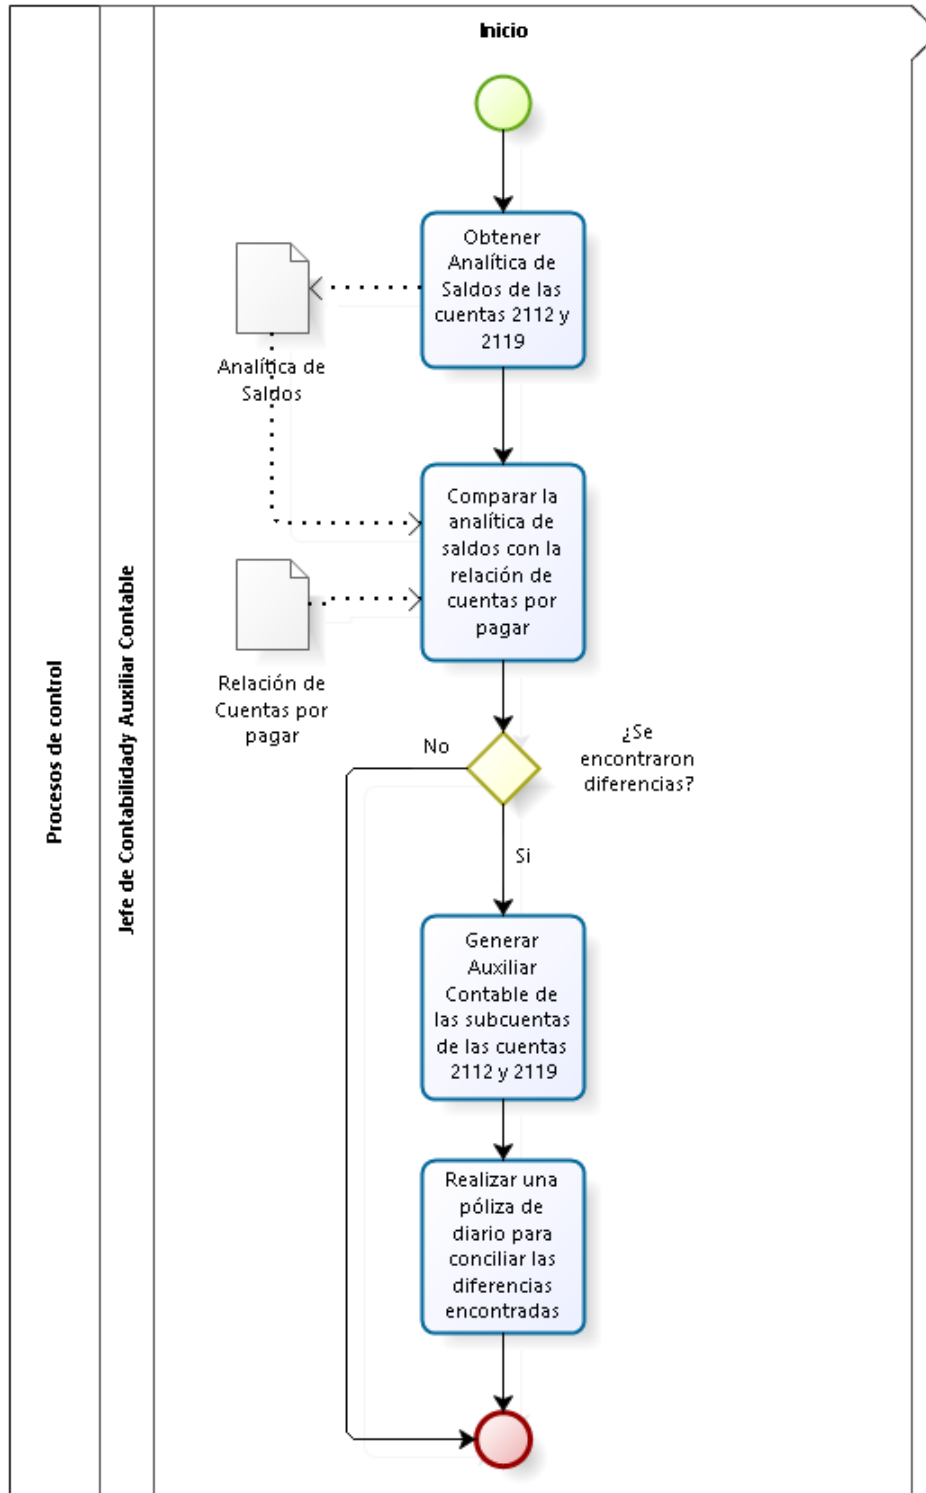 Inicio
Obtener
Analítica de
Saldos de las
cuentas 2112 y
2119
Analítica de
Saldos
Comparar la
analítica de
saldos con la
relación de
cuentas por
pagar
Relación de
Cuentas por
pagar
¿Se
encontraron
diferencias?
No
Si
Generar
Auxiliar
Contable de
las subcuentas
de las cuentas
2112 y 2119
Realizar una
póliza de
diario para
conciliar las
diferencias
encontradas
Procesos de control
Jefe de Contabilidady Auxiliar Contable